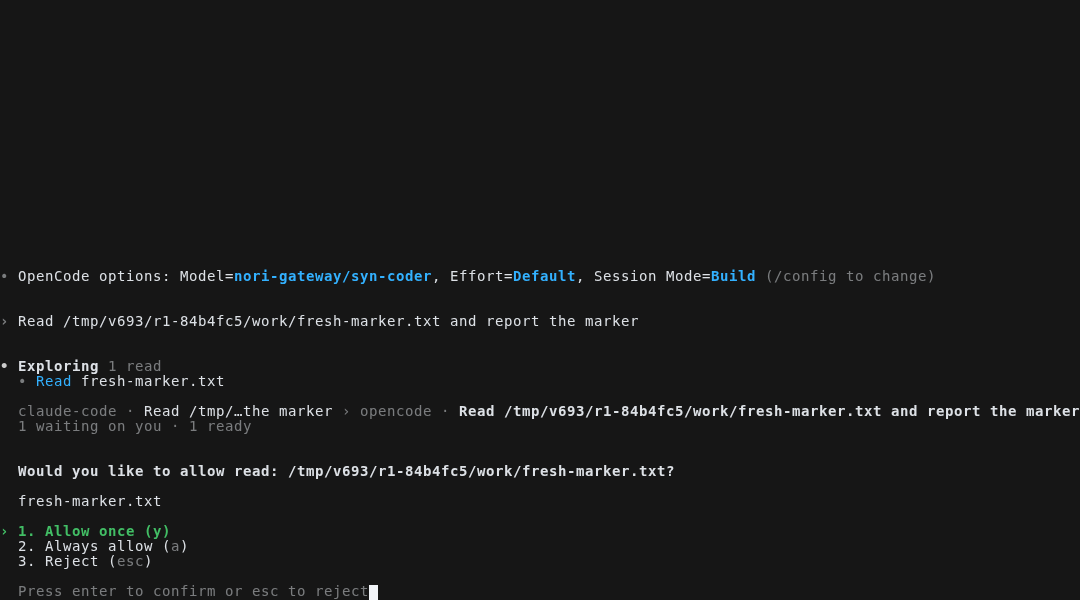 • OpenCode options: Model=nori-gateway/syn-coder, Effort=Default, Session Mode=Build (/config to change)
› Read /tmp/v693/r1-84b4fc5/work/fresh-marker.txt and report the marker
• Exploring 1 read
• Read fresh-marker.txt
claude-code · Read /tmp/…the marker › opencode · Read /tmp/v693/r1-84b4fc5/work/fresh-marker.txt and report the marker
1 waiting on you · 1 ready
Would you like to allow read: /tmp/v693/r1-84b4fc5/work/fresh-marker.txt?
fresh-marker.txt
› 1. Allow once (y)
2. Always allow (a)
3. Reject (esc)
Press enter to confirm or esc to reject